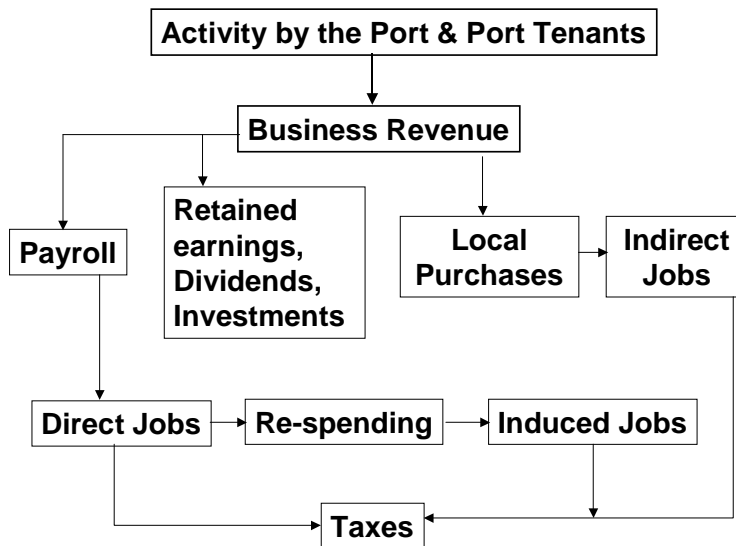 Activity by the Port & Port Tenants
Business Revenue
Payroll
Retained
earnings,
Dividends,
Investments
Local
Purchases
Indirect
Jobs
Direct Jobs
Re-spending
Induced Jobs
Taxes